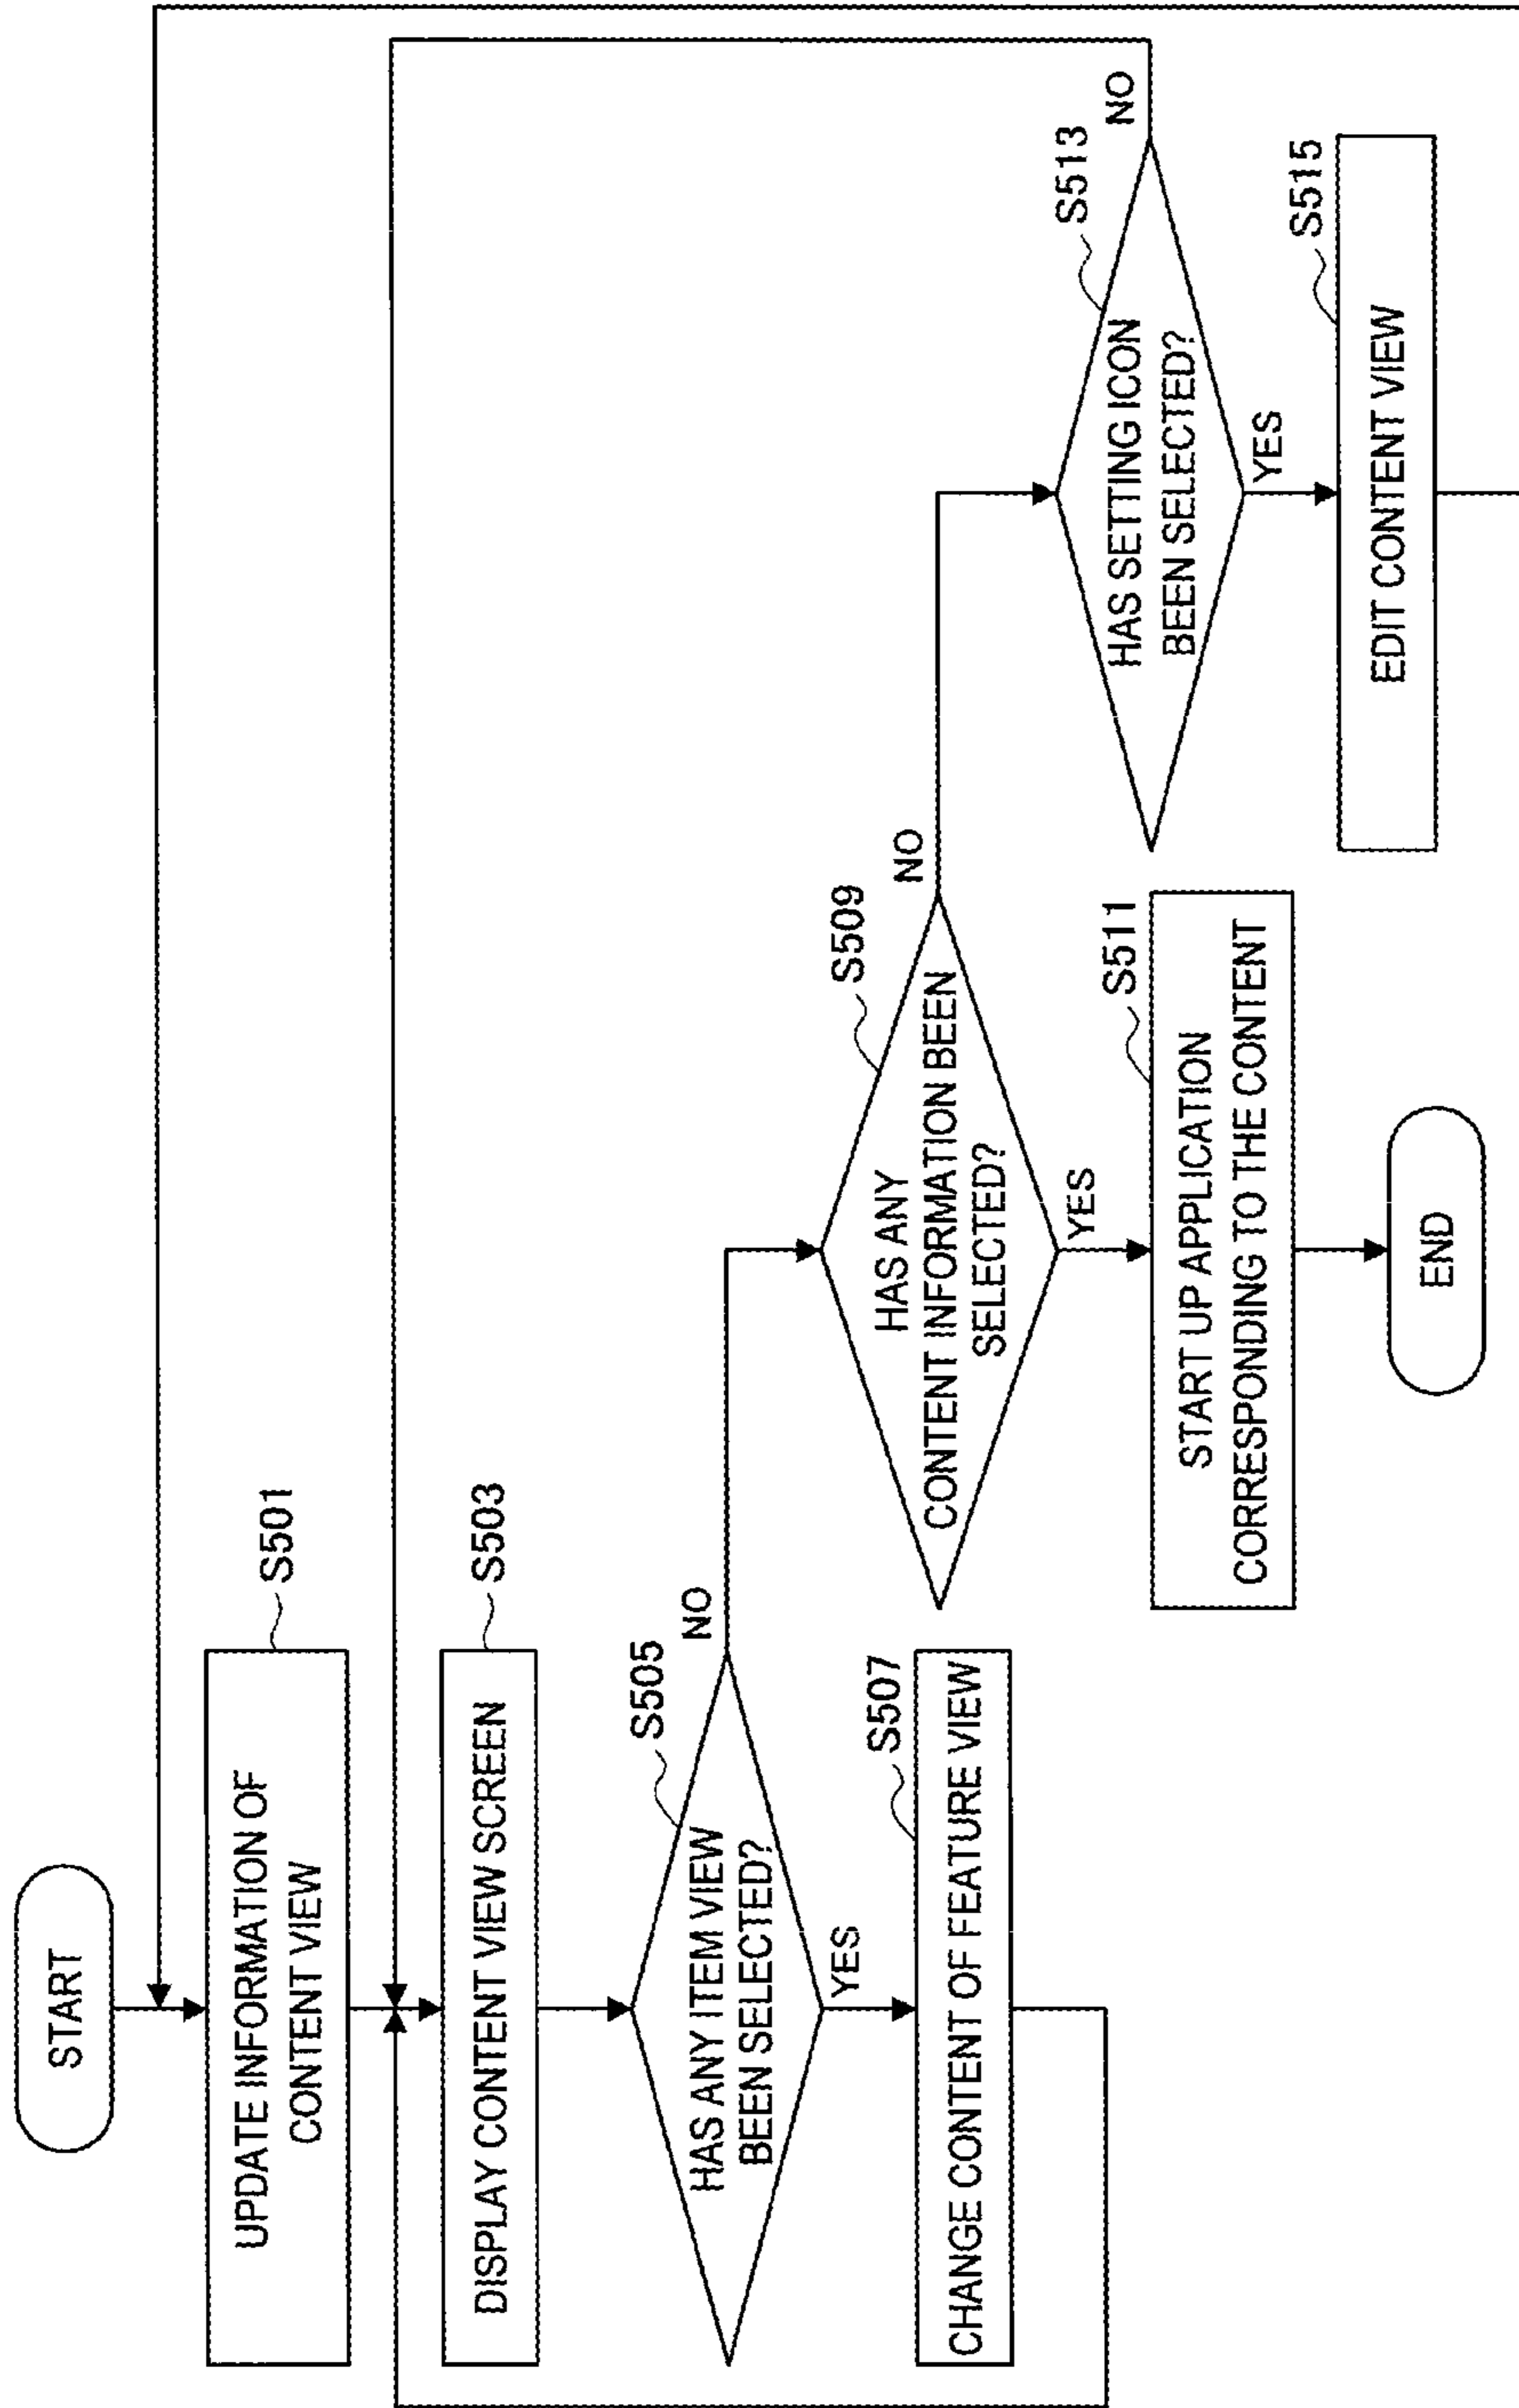 START
UPDATE INFORMATION OF
CONTENT VIEW
S501
DISPLAY CONTENT VIEW SCREEN
S503
HAS ANY ITEM VIEW
BEEN SELECTED?
S505
NO
YES
CHANGE CONTENT OF FEATURE VIEW
S507
HAS ANY
CONTENT INFORMATION BEEN
SELECTED?
S509
NO
YES
START UP APPLICATION
CORRESPONDING TO THE CONTENT
S511
END
HAS SETTING ICON
BEEN SELECTED?
S513
NO
YES
EDIT CONTENT VIEW
S515